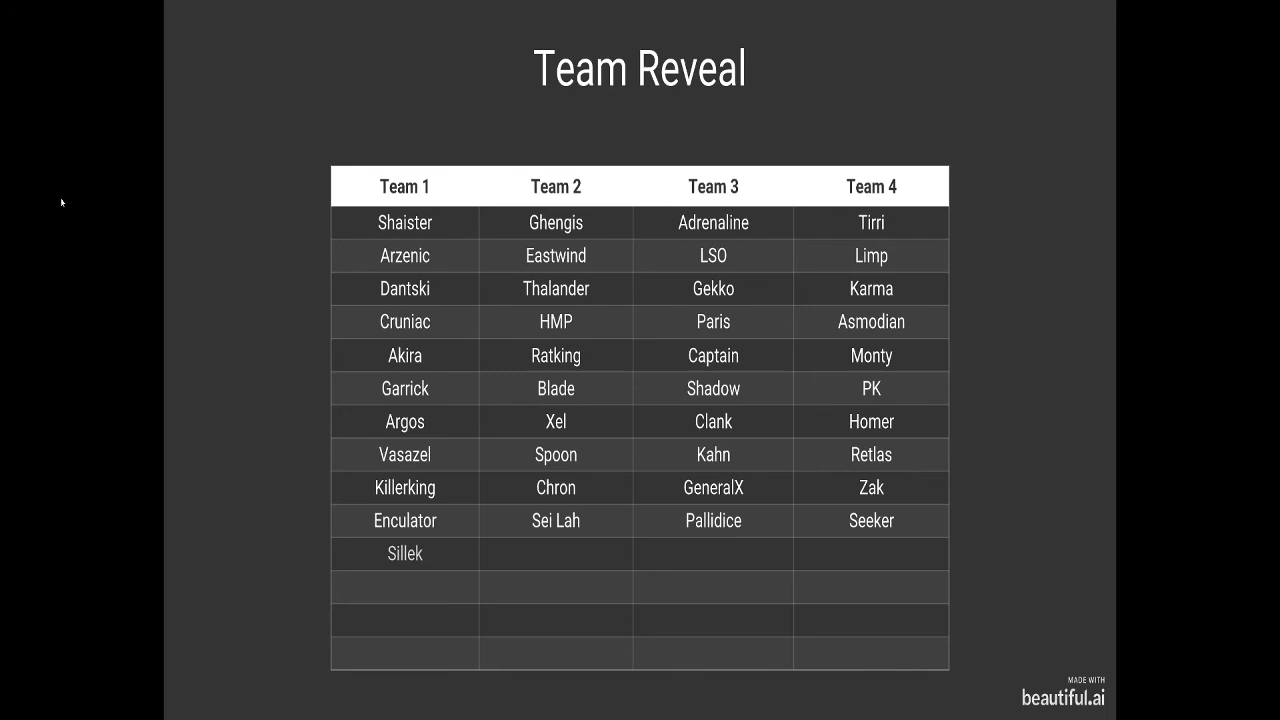 Team Reveal
Team 1 Team 2 Team 3 Team 4
Shaister Ghengis Adrenaline Tirri
Arzenic Eastwind LSO Limp
Dantski Thalander Gekko Karma
Cruniac HMP Paris Asmodian
Akira Ratking Captain Monty
Garrick Blade Shadow PK
Argos Xel Clank Homer
Vasazel Spoon Kahn Retlas
Killerking Chron GeneralX Zak
Enculator Sei Lah Pallidice Seeker
Sillek
MADE WITH
beautiful.ai